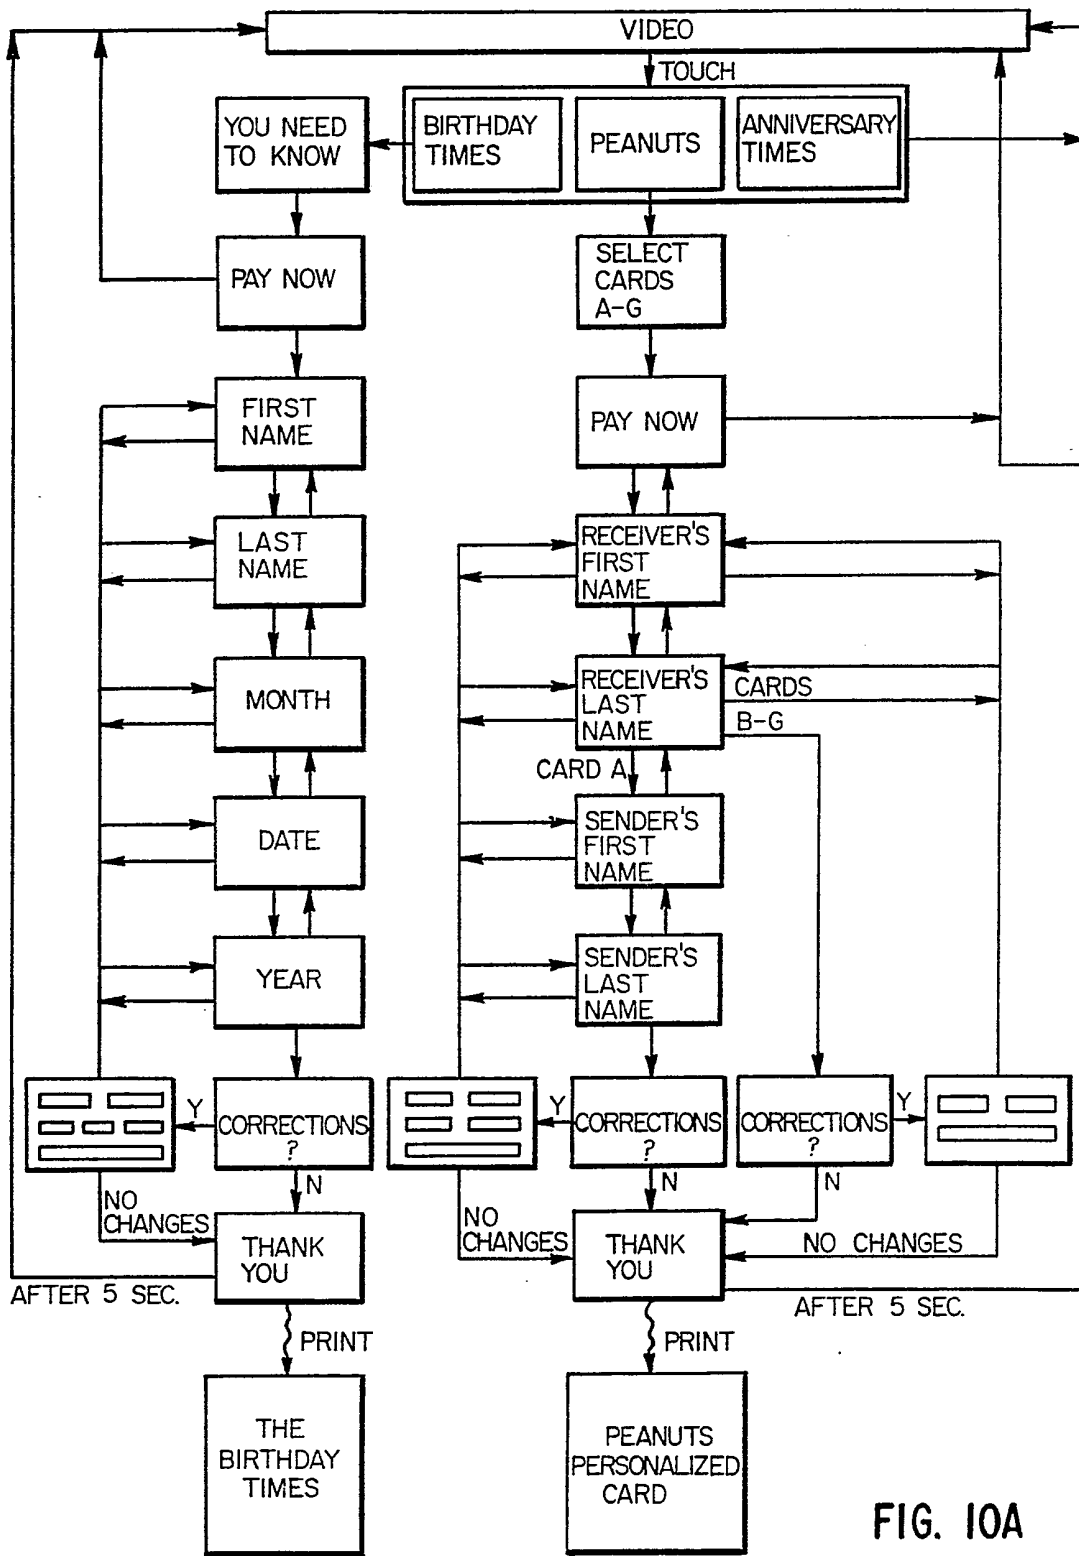 VIDEO
TOUCH
YOU NEED
TO KNOW
BIRTHDAY
TIMES
PEANUTS
ANNIVERSARY
TIMES
PAY NOW
SELECT
CARDS
A-G
FIRST
NAME
PAY NOW
LAST
NAME
RECEIVER'S
FIRST
NAME
MONTH
RECEIVER'S
LAST
NAME
CARDS
B-G
CARD A
DATE
SENDER'S
FIRST
NAME
YEAR
SENDER'S
LAST
NAME
Y
CORRECTIONS
?
Y
CORRECTIONS
?
CORRECTIONS
?
Y
N
NO
CHANGES
THANK
YOU
N
NO
CHANGES
THANK
YOU
N
NO CHANGES
AFTER 5 SEC.
AFTER 5 SEC.
PRINT
PRINT
THE
BIRTHDAY
TIMES
PEANUTS
PERSONALIZED
CARD
FIG. 10A